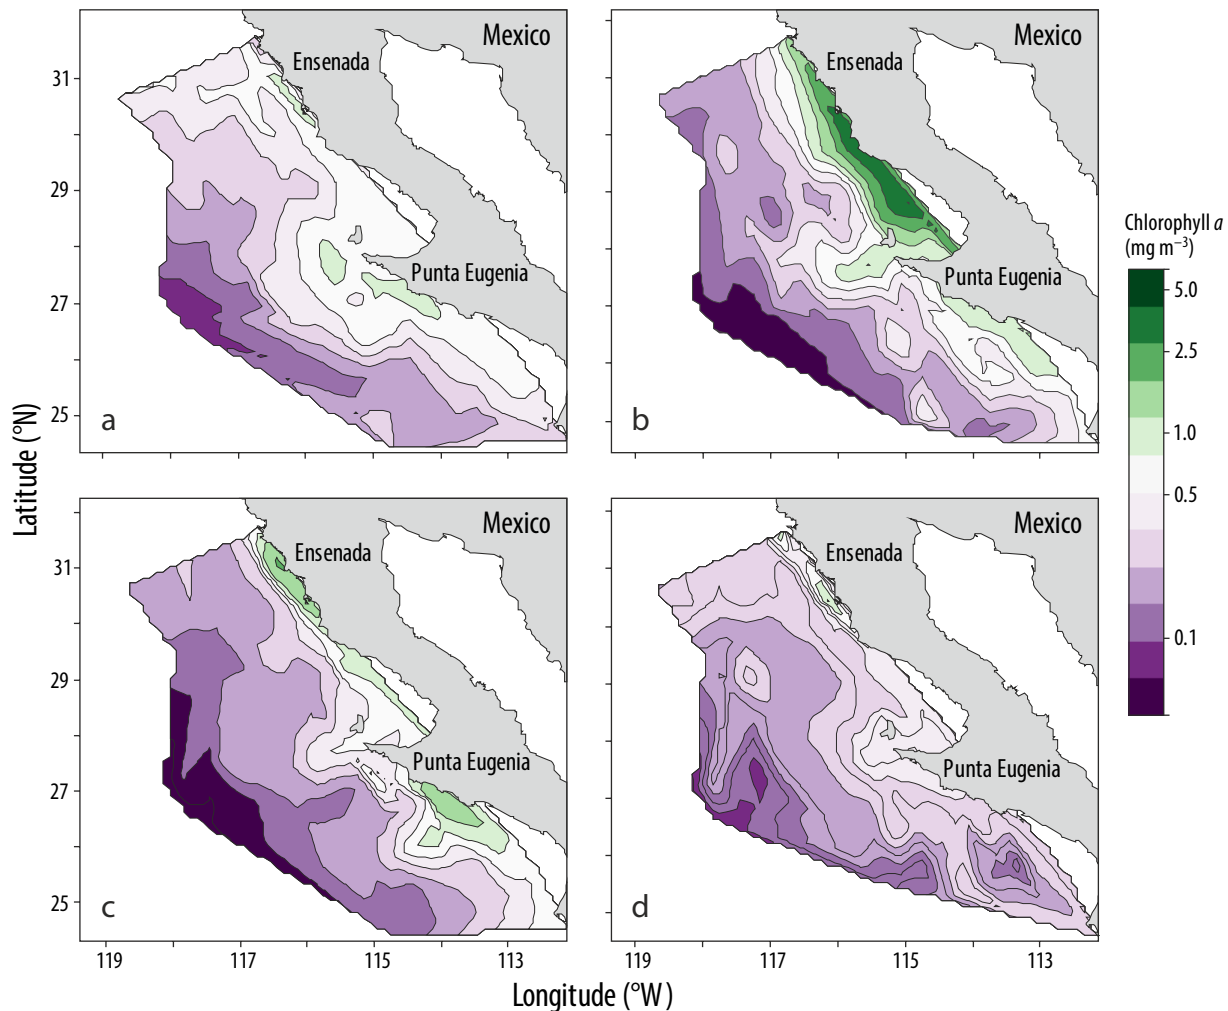 Mexico
Ensenada
Punta Eugenia
a
31
29
27
25
Mexico
Ensenada
Punta Eugenia
b
Chlorophyll a
(mg m⁻³)
5.0
2.5
1.0
0.5
0.1
Latitude (°N)
Mexico
Ensenada
Punta Eugenia
c
31
29
27
25
119
117
115
113
Mexico
Ensenada
Punta Eugenia
d
119
117
115
113
Longitude (°W)